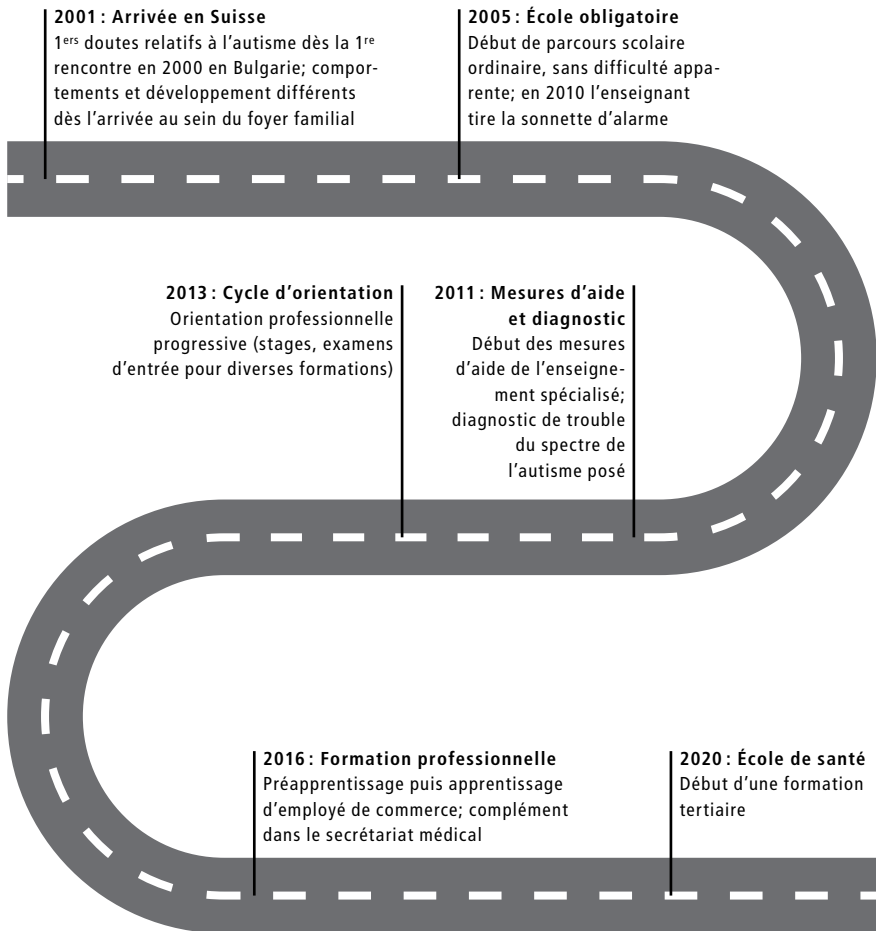 2001 : Arrivée en Suisse
1ers doutes relatifs à l’autisme dès la 1re
rencontre en 2000 en Bulgarie; compor-
tements et développement différents
dès l’arrivée au sein du foyer familial
2005 : École obligatoire
Début de parcours scolaire
ordinaire, sans difficulté appa-
rente; en 2010 l’enseignant
tire la sonnette d’alarme
2011 : Mesures d’aide
et diagnostic
Début des mesures
d’aide de l’enseigne-
ment spécialisé;
diagnostic de trouble
du spectre de
l’autisme posé
2013 : Cycle d’orientation
Orientation professionnelle
progressive (stages, examens
d’entrée pour diverses formations)
2016 : Formation professionnelle
Préapprentissage puis apprentissage
d’employé de commerce; complément
dans le secrétariat médical
2020 : École de santé
Début d’une formation
tertiaire